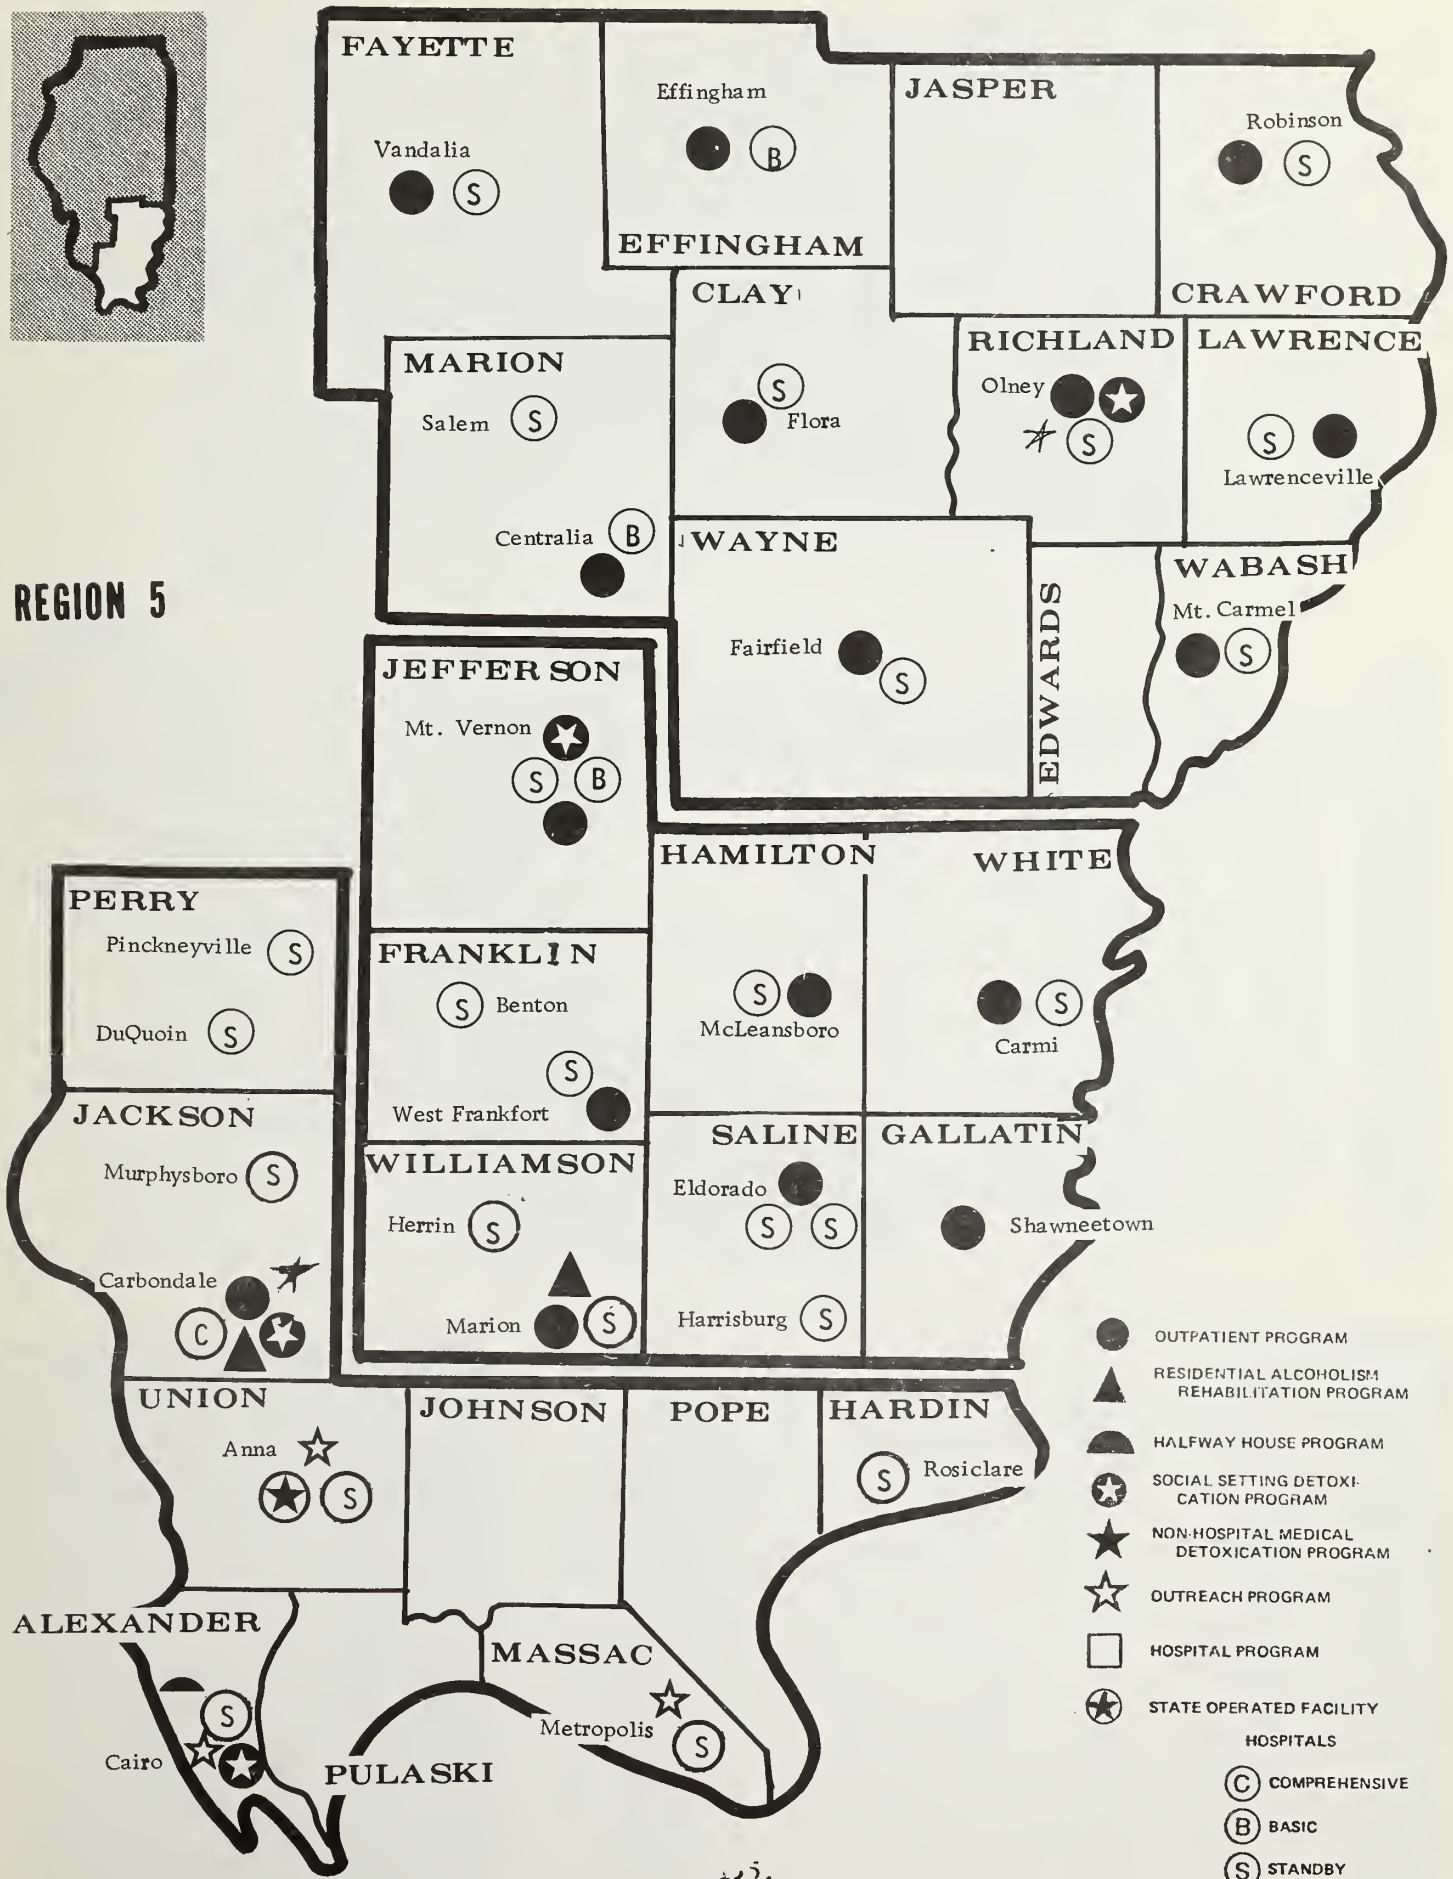 FAYETTE
Effingham
JASPER
Robinson
Vandalia
S
B
S
EFFINGHAM
CRAWFORD
CLAY
MARION
RICHLAND
LAWRENCE
Salem
S
S
Flora
Olney
S
S
Lawrenceville
Centralia
B
WAYNE
WABASH
REGION 5
Mt. Carmel
S
Fairfield
S
EDWARDS
JEFFERSON
Mt. Vernon
S
B
HAMILTON
WHITE
PERRY
Pinckneyville
S
DuQuoin
S
FRANKLIN
S
Benton
S
West Frankfort
S
McLeansboro
S
Carmi
JACKSON
Murphysboro
S
Carbondale
C
WILLIAMSON
Herrin
S
Marion
S
SALINE
GALLATIN
Eldorado
S
S
Harrisburg
S
Shawneetown
UNION
Anna
S
JOHNSON
POPE
HARDIN
S
Rosiclare
ALEXANDER
S
Cairo
PULASKI
MASSAC
Metropolis
S
OUTPATIENT PROGRAM
RESIDENTIAL ALCOHOLISM
REHABILITATION PROGRAM
HALFWAY HOUSE PROGRAM
SOCIAL SETTING DETOXI-
CATION PROGRAM
NON-HOSPITAL MEDICAL
DETOXICATION PROGRAM
OUTREACH PROGRAM
HOSPITAL PROGRAM
STATE OPERATED FACILITY
HOSPITALS
C COMPREHENSIVE
B BASIC
S STANDBY